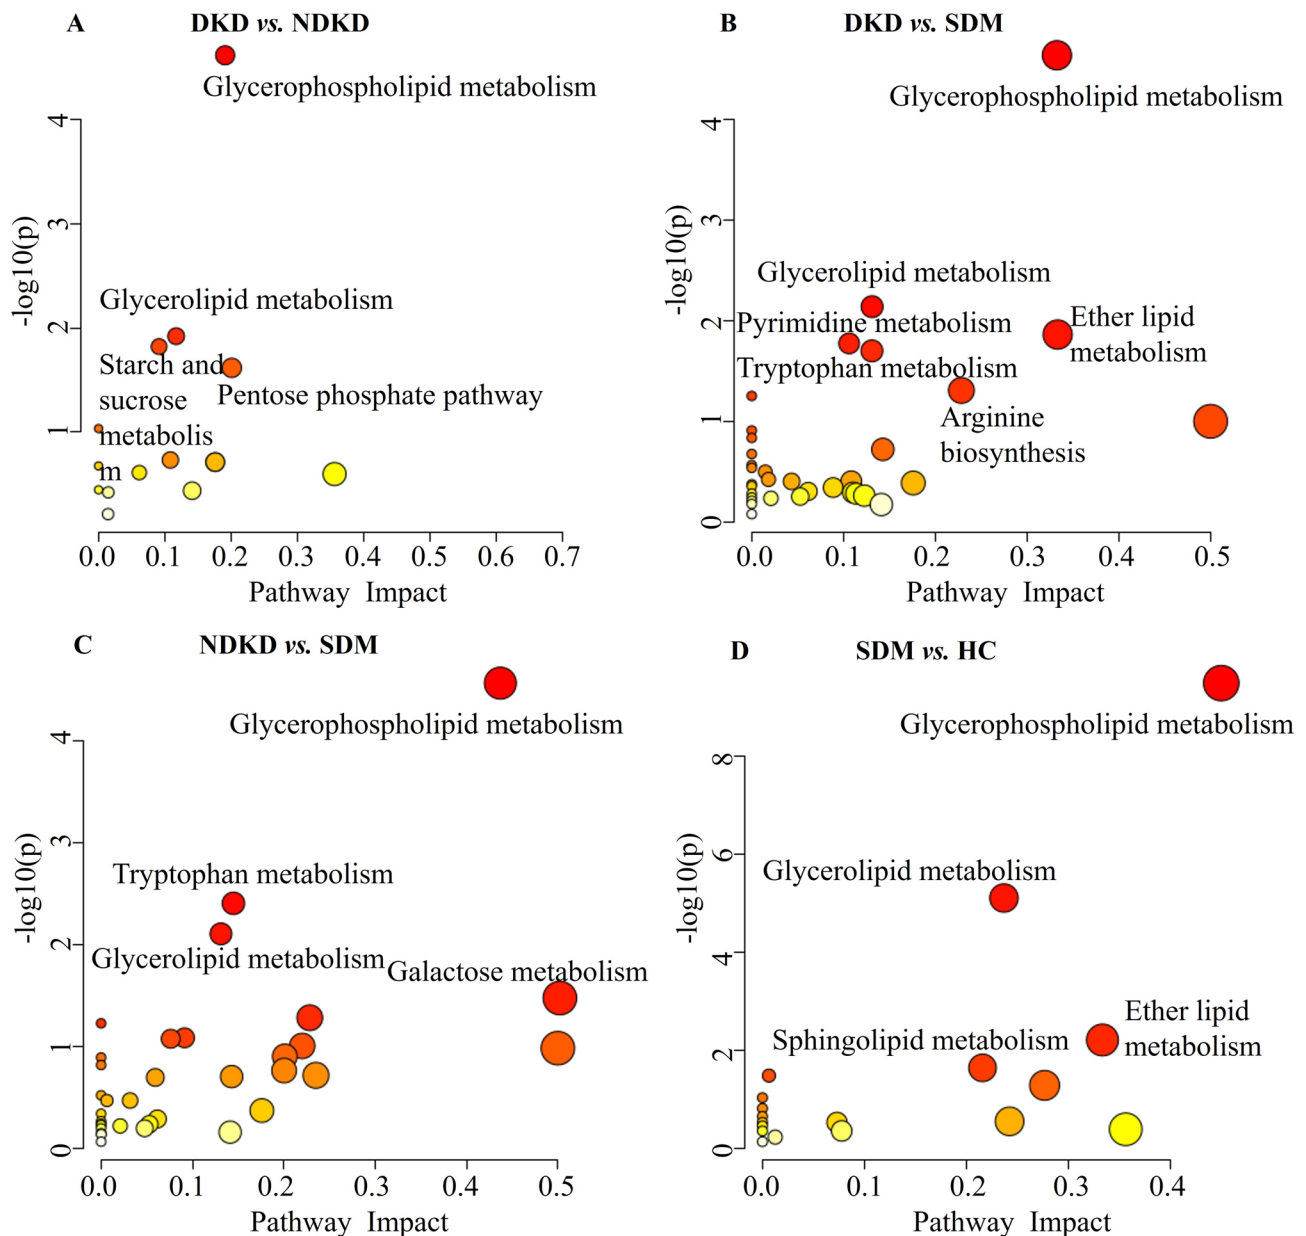 A
DKD vs. NDKD
Glycerophospholipid metabolism
4
3
2
1
-log10(p)
Glycerolipid metabolism
Starch and
sucrose
metabolis
m
Pentose phosphate pathway
0.0 0.1 0.2 0.3 0.4 0.5 0.6 0.7
Pathway Impact
B
DKD vs. SDM
Glycerophospholipid metabolism
4
3
2
1
0
-log10(p)
Glycerolipid metabolism
Pyrimidine metabolism
Ether lipid
metabolism
Tryptophan metabolism
Arginine
biosynthesis
0.0 0.1 0.2 0.3 0.4 0.5
Pathway Impact
C
NDKD vs. SDM
Glycerophospholipid metabolism
4
3
2
1
0
-log10(p)
Tryptophan metabolism
Glycerolipid metabolism
Galactose metabolism
0.0 0.1 0.2 0.3 0.4 0.5
Pathway Impact
D
SDM vs. HC
Glycerophospholipid metabolism
8
6
4
2
0
-log10(p)
Glycerolipid metabolism
Sphingolipid metabolism
Ether lipid
metabolism
0.0 0.1 0.2 0.3 0.4
Pathway Impact